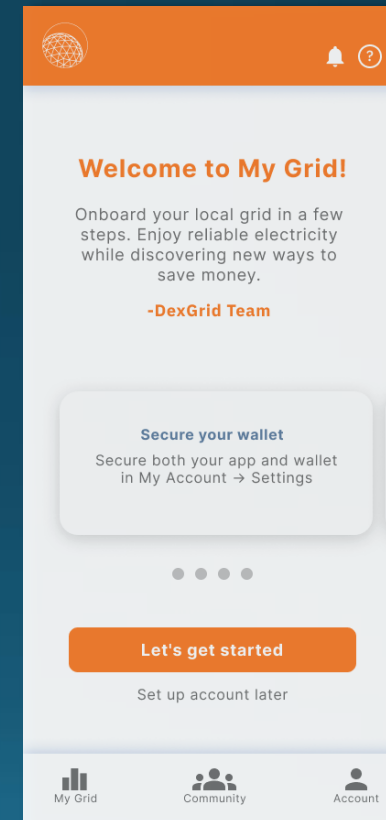 ?
Welcome to My Grid!
Onboard your local grid in a few
steps. Enjoy reliable electricity
while discovering new ways to
save money.
-DexGrid Team
Secure your wallet
Secure both your app and wallet
in My Account → Settings
Let's get started
Set up account later
My Grid
Community
Account